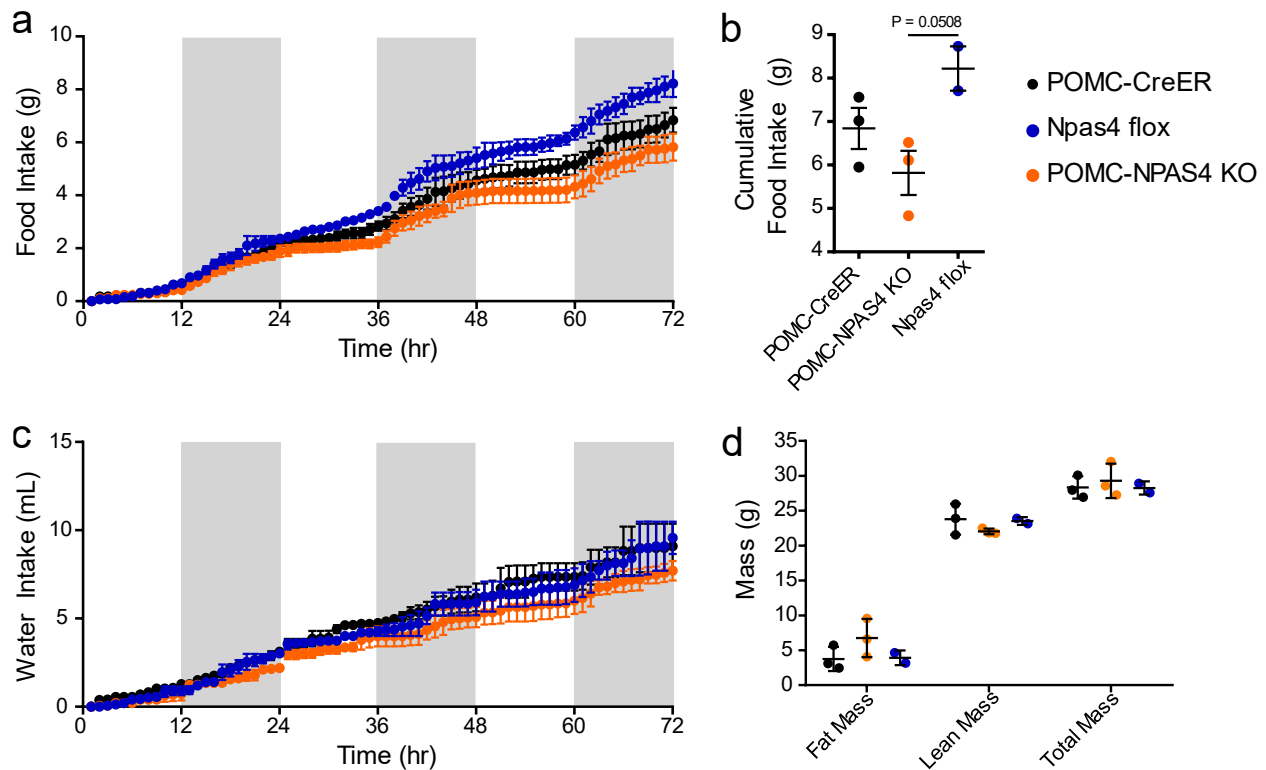 a
Food Intake (g)
10
8
6
4
2
0
0 12 24 36 48 60 72
Time (hr)
b
P = 0.0508
Cumulative
Food Intake (g)
9
8
7
6
5
4
POMC-CreER
POMC-NPAS4 KO
Npas4 flox
POMC-CreER
Npas4 flox
POMC-NPAS4 KO
c
Water Intake (mL)
15
10
5
0
0 12 24 36 48 60 72
Time (hr)
d
Mass (g)
35
30
25
20
15
10
5
0
Fat Mass
Lean Mass
Total Mass